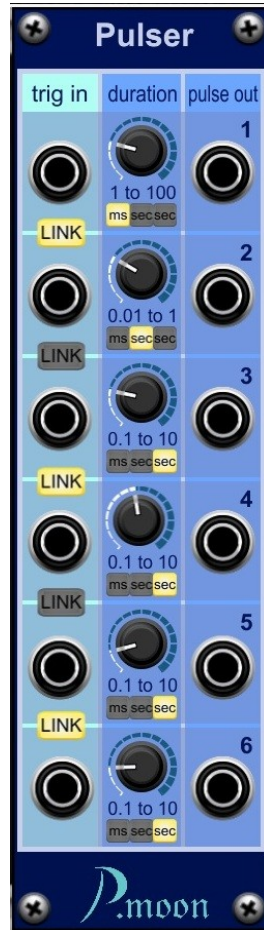 Pulser
trig in duration pulse out
1
1 to 100
ms sec sec
LINK
2
0.01 to 1
ms sec sec
LINK
3
0.1 to 10
ms sec sec
LINK
4
0.1 to 10
ms sec sec
LINK
5
0.1 to 10
ms sec sec
LINK
6
0.1 to 10
ms sec sec
P.moon